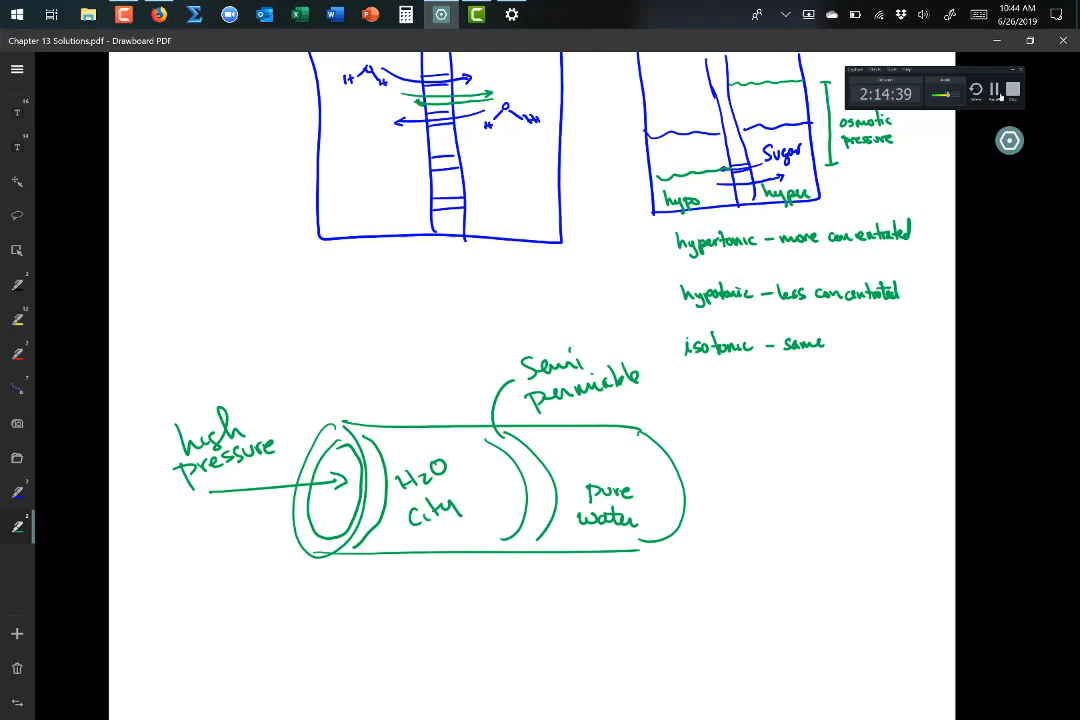 10:44 AM
6/26/2019
Chapter 13 Solutions.pdf - Drawboard PDF
2:14:39
H O H
H O H
osmotic
pressure
Sugar
hypo
hyper
hypertonic - more concentrated
hypotonic - less concentrated
isotonic - same
semi
permiable
high
pressure
H2O
City
pure
water